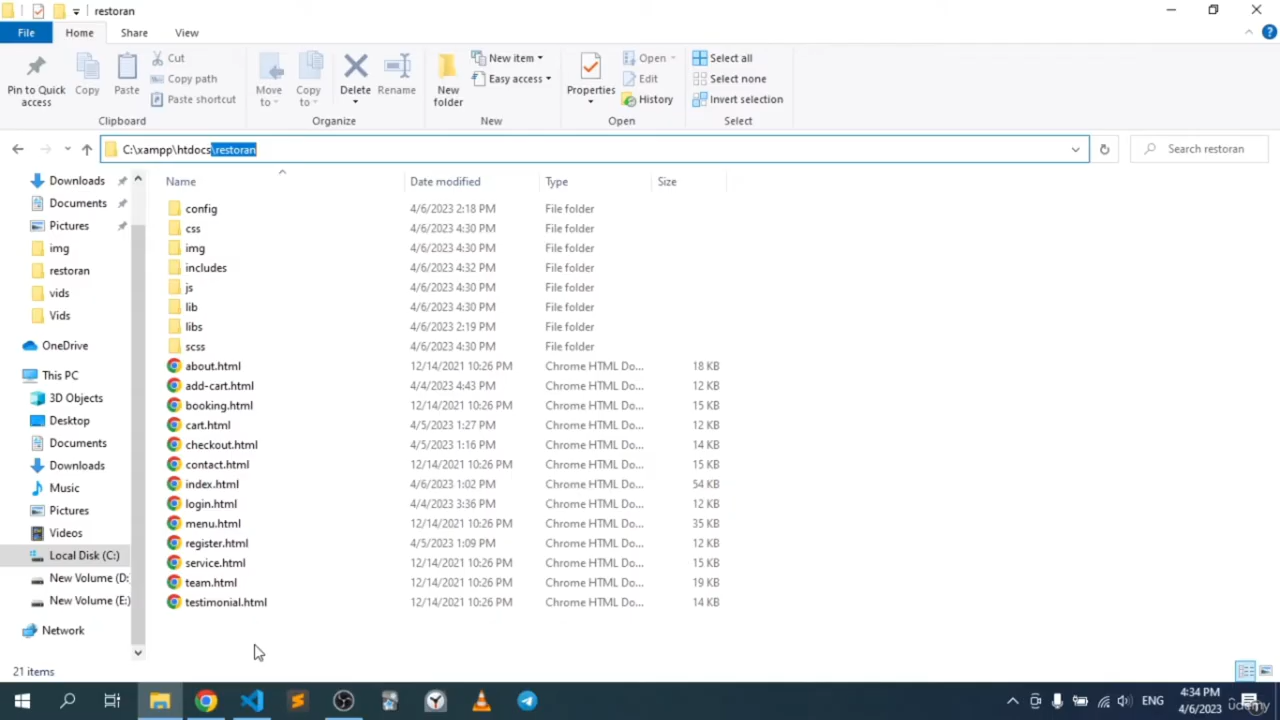 restoran
File Home Share View
Pin to Quick access
Copy
Paste
Cut
Copy path
Paste shortcut
Clipboard
Move to
Copy to
Delete
Rename
Organize
New folder
New item
Easy access
New
Properties
Open
Edit
History
Open
Select all
Select none
Invert selection
Select
C:\xampp\htdocs\restoran
Search restoran
Downloads
Documents
Pictures
img
restoran
vids
Vids
OneDrive
This PC
3D Objects
Desktop
Documents
Downloads
Music
Pictures
Videos
Local Disk (C:)
New Volume (D:
New Volume (E:)
Network
Name Date modified Type Size
config 4/6/2023 2:18 PM File folder
css 4/6/2023 4:30 PM File folder
img 4/6/2023 4:30 PM File folder
includes 4/6/2023 4:32 PM File folder
js 4/6/2023 4:30 PM File folder
lib 4/6/2023 4:30 PM File folder
libs 4/6/2023 2:19 PM File folder
scss 4/6/2023 4:30 PM File folder
about.html 12/14/2021 10:26 PM Chrome HTML Do... 18 KB
add-cart.html 4/4/2023 4:43 PM Chrome HTML Do... 12 KB
booking.html 12/14/2021 10:26 PM Chrome HTML Do... 15 KB
cart.html 4/5/2023 1:27 PM Chrome HTML Do... 12 KB
checkout.html 4/5/2023 1:16 PM Chrome HTML Do... 14 KB
contact.html 12/14/2021 10:26 PM Chrome HTML Do... 15 KB
index.html 4/6/2023 1:02 PM Chrome HTML Do... 54 KB
login.html 4/4/2023 3:36 PM Chrome HTML Do... 12 KB
menu.html 12/14/2021 10:26 PM Chrome HTML Do... 35 KB
register.html 4/5/2023 1:09 PM Chrome HTML Do... 12 KB
service.html 12/14/2021 10:26 PM Chrome HTML Do... 15 KB
team.html 12/14/2021 10:26 PM Chrome HTML Do... 19 KB
testimonial.html 12/14/2021 10:26 PM Chrome HTML Do... 14 KB
21 items
ENG
4:34 PM
4/6/2023
udemy